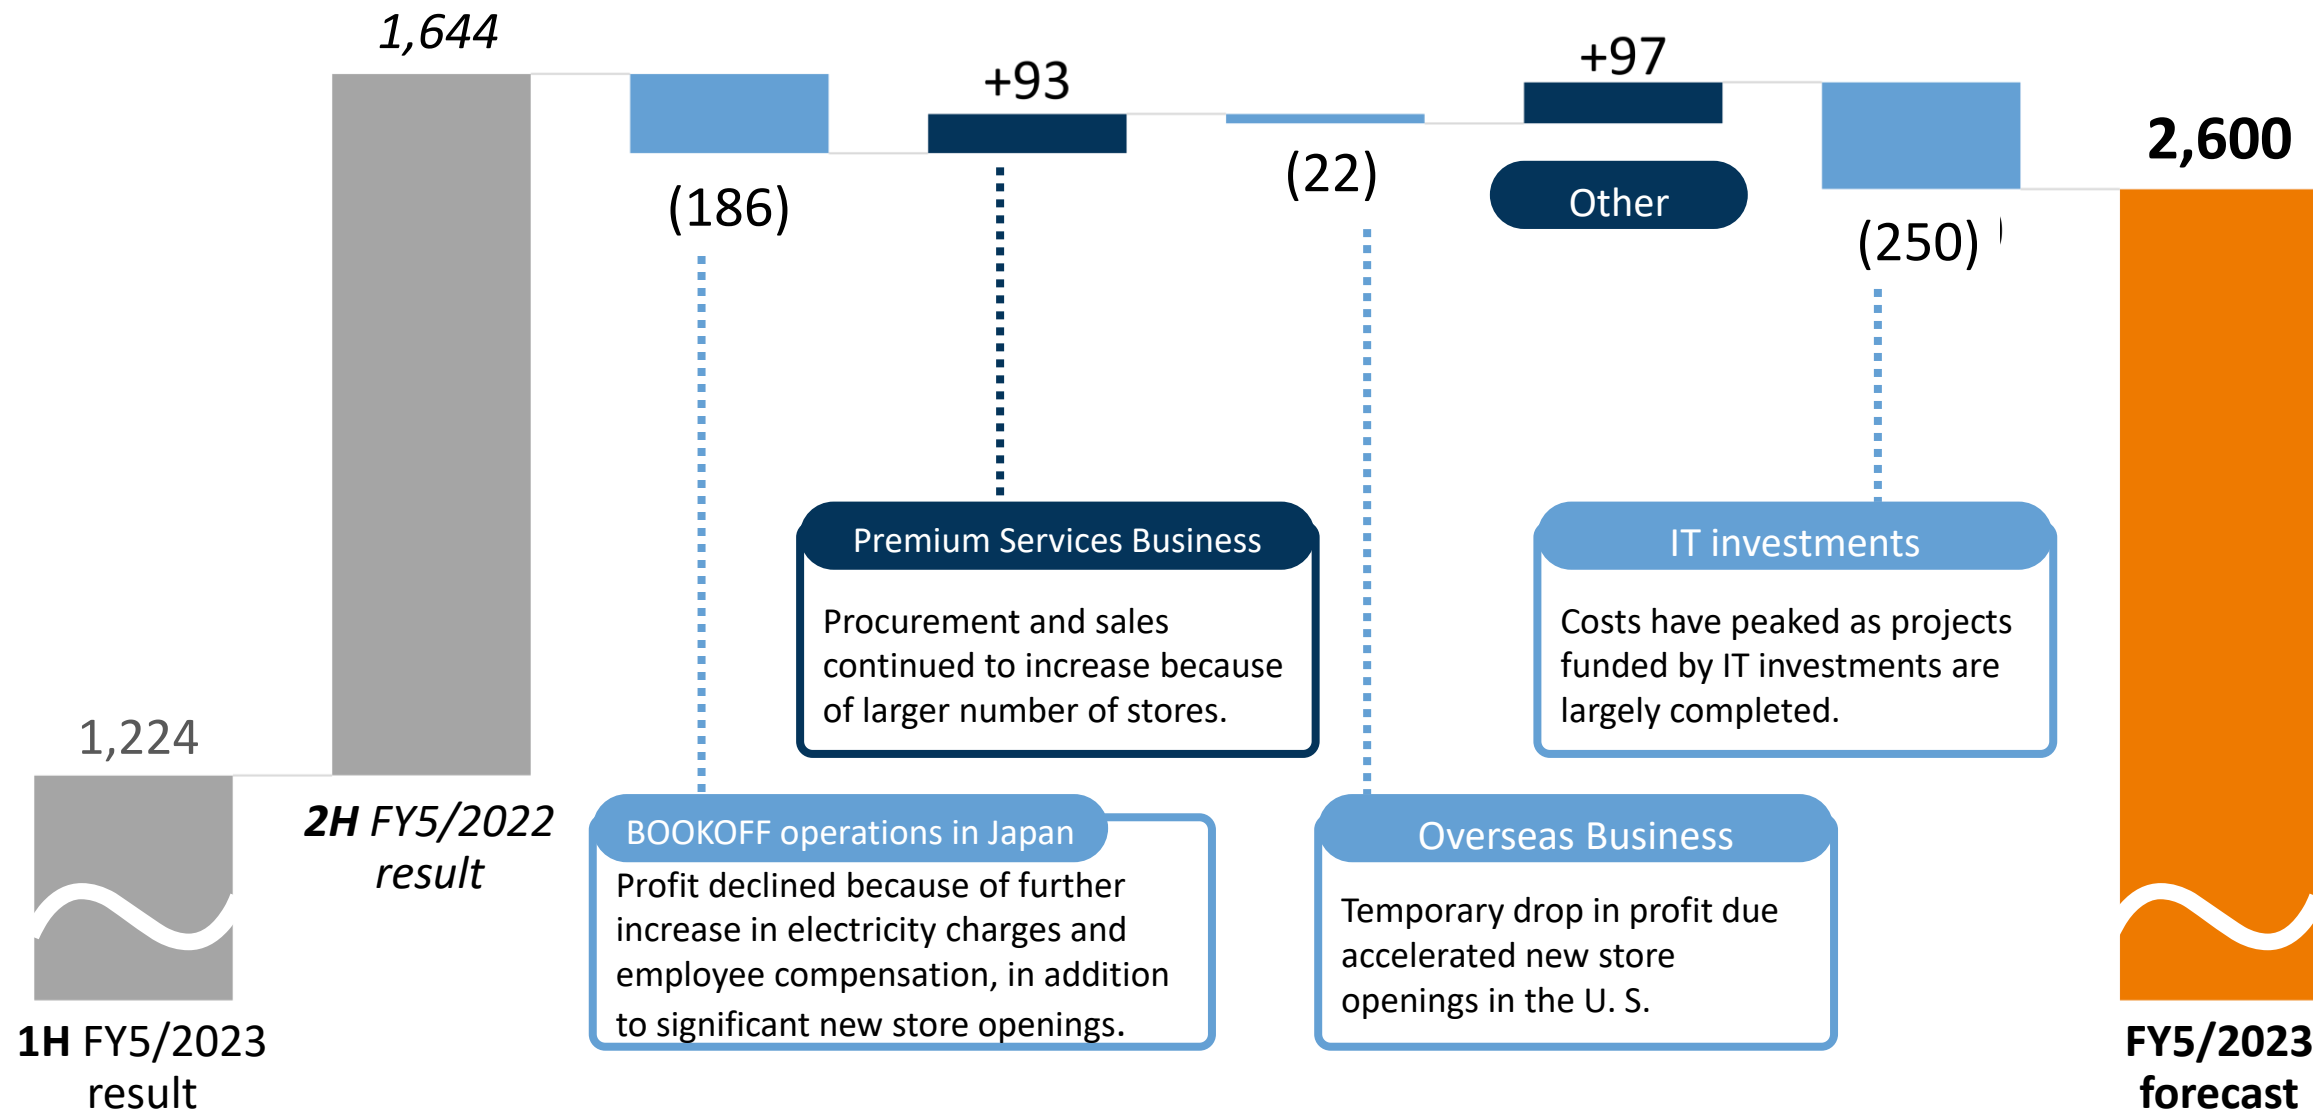 1,644
+93
+97
2,600
(186)
(22)
Other
(250) )
Premium Services Business
Procurement and sales
continued to increase because
of larger number of stores.
IT investments
Costs have peaked as projects
funded by IT investments are
largely completed.
1,224
2H FY5/2022
result
BOOKOFF operations in Japan
Profit declined because of further
increase in electricity charges and
employee compensation, in addition
to significant new store openings.
Overseas Business
Temporary drop in profit due
accelerated new store
openings in the U. S.
1H FY5/2023
result
FY5/2023
forecast